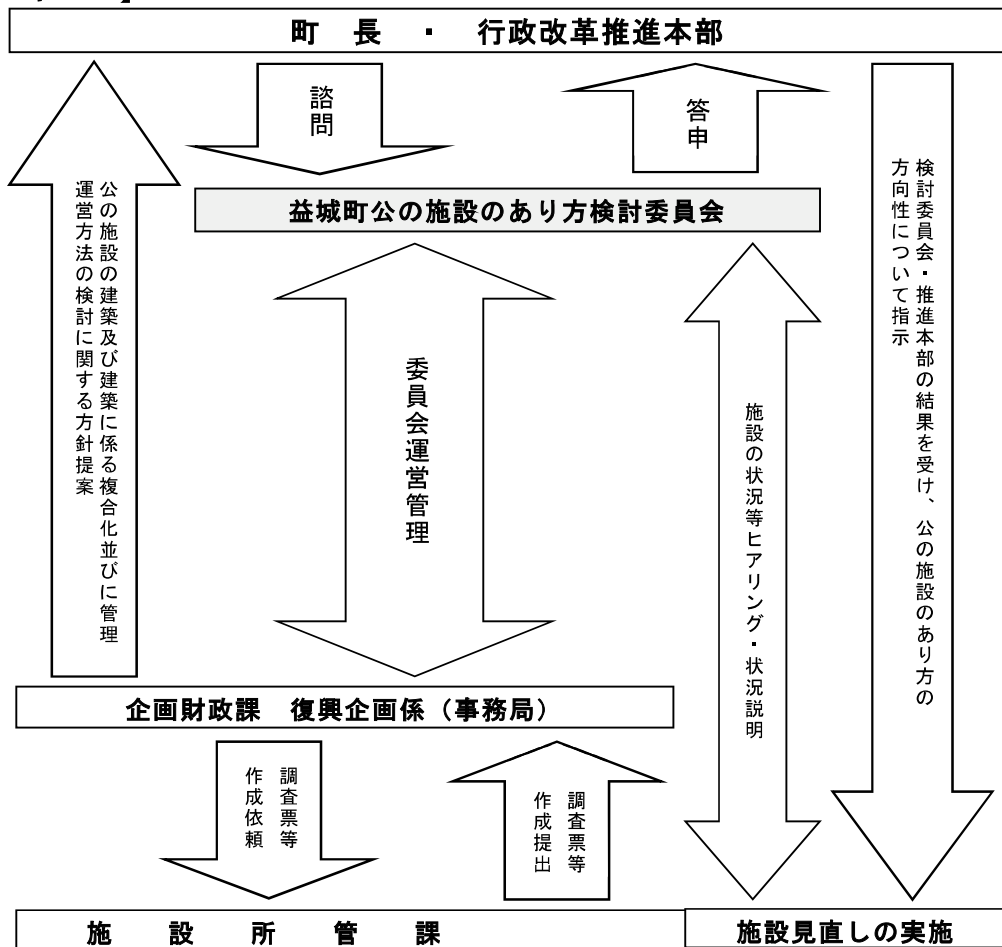 町　長　・　行政改革推進本部
諮問
答申
益城町公の施設のあり方検討委員会
公の施設の建築及び建築に係る複合化並びに管理
運営方法の検討に関する方針提案
委員会運営管理
施設の状況等ヒアリング・状況説明
検討委員会・推進本部の結果を受け、公の施設のあり方の
方向性について指示
企画財政課　復興企画係（事務局）
調査票等
作成依頼
調査票等
作成提出
施　設　所　管　課
施設見直しの実施